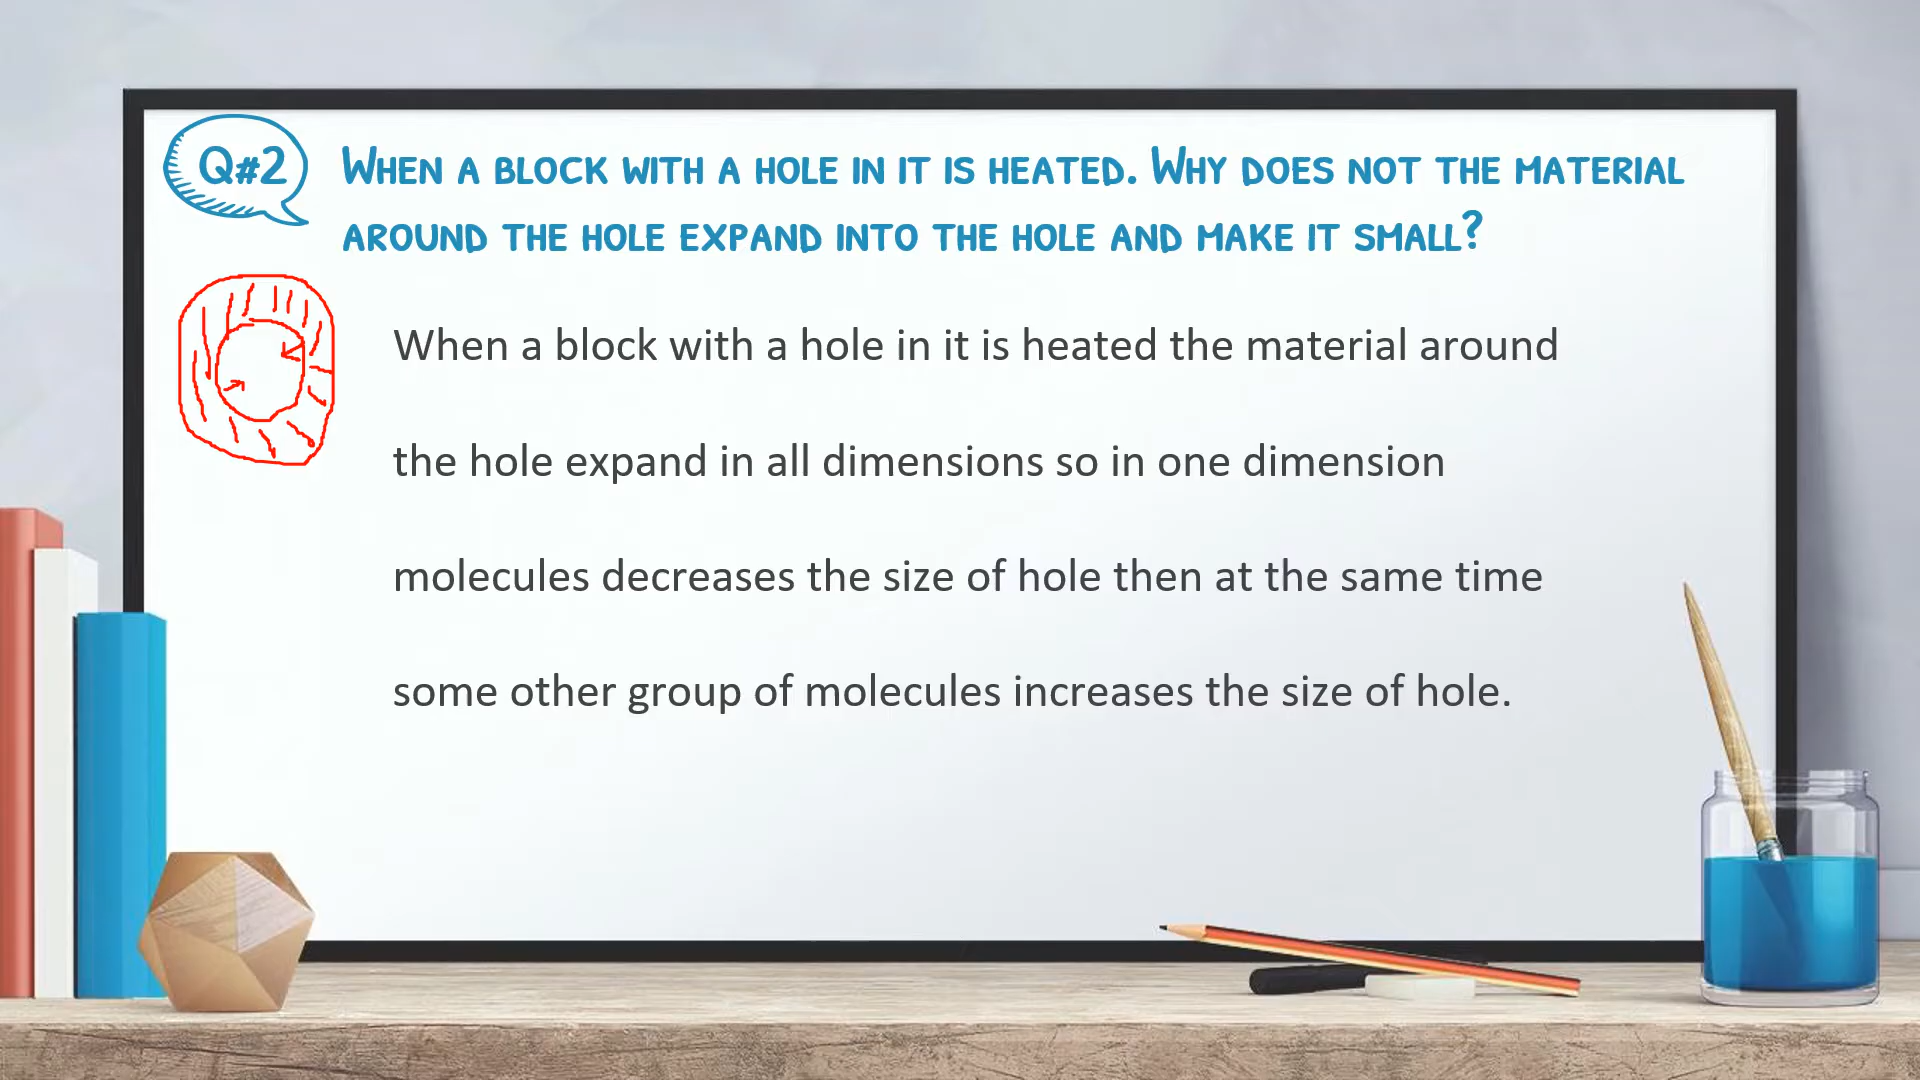 Q#2
When a block with a hole in it is heated. Why does not the material
around the hole expand into the hole and make it small?
When a block with a hole in it is heated the material around
the hole expand in all dimensions so in one dimension
molecules decreases the size of hole then at the same time
some other group of molecules increases the size of hole.